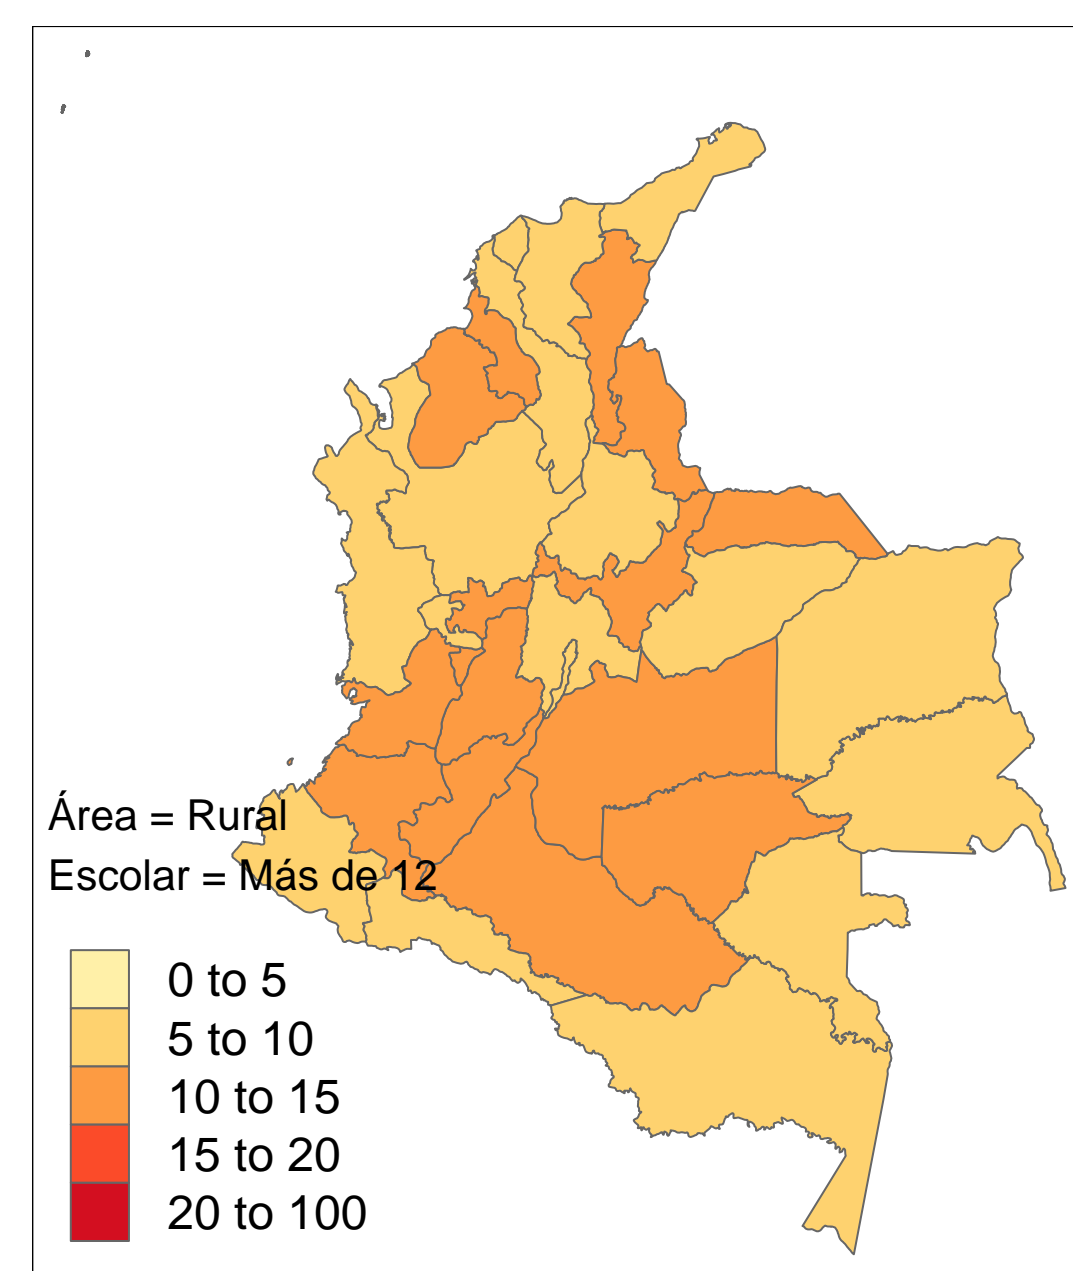 Área = Rural
Escolar = Más de 12
0 to 5
5 to 10
10 to 15
15 to 20
20 to 100